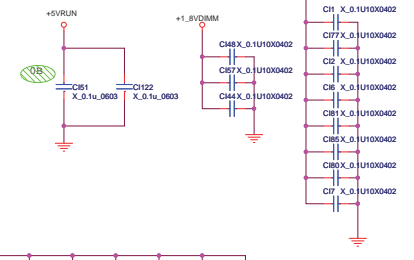 +5VRUN
0B
CI51
X_0.1u_0603
CI122
X_0.1u_0603
+1_8VDIMM
CI48 X_0.1U10X0402
CI57 X_0.1U10X0402
CI44 X_0.1U10X0402
CI1 X_0.1U10X0402
CI77 X_0.1U10X0402
CI2 X_0.1U10X0402
CI6 X_0.1U10X0402
CI81 X_0.1U10X0402
CI85 X_0.1U10X0402
CI80 X_0.1U10X0402
CI7 X_0.1U10X0402